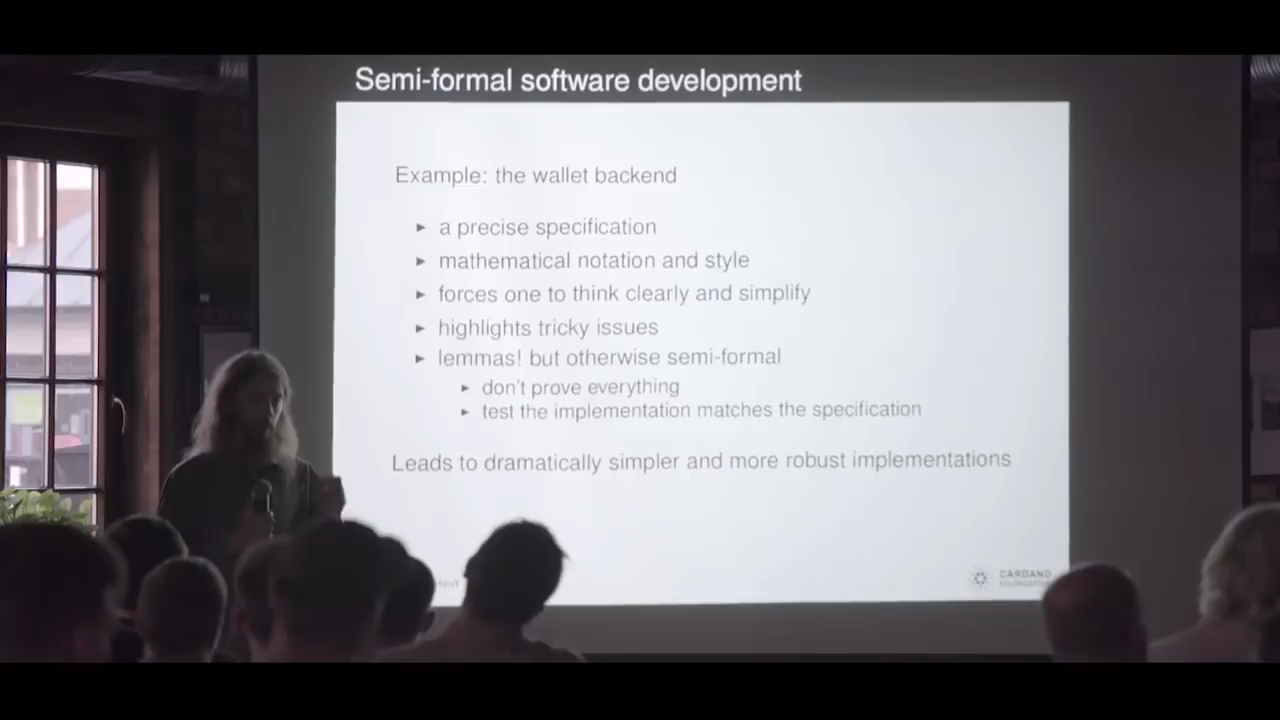 Semi-formal software development
Example: the wallet backend
▸ a precise specification
▸ mathematical notation and style
▸ forces one to think clearly and simplify
▸ highlights tricky issues
▸ lemmas! but otherwise semi-formal
▸ don't prove everything
▸ test the implementation matches the specification
Leads to dramatically simpler and more robust implementations
CARDANO
FOUNDATION